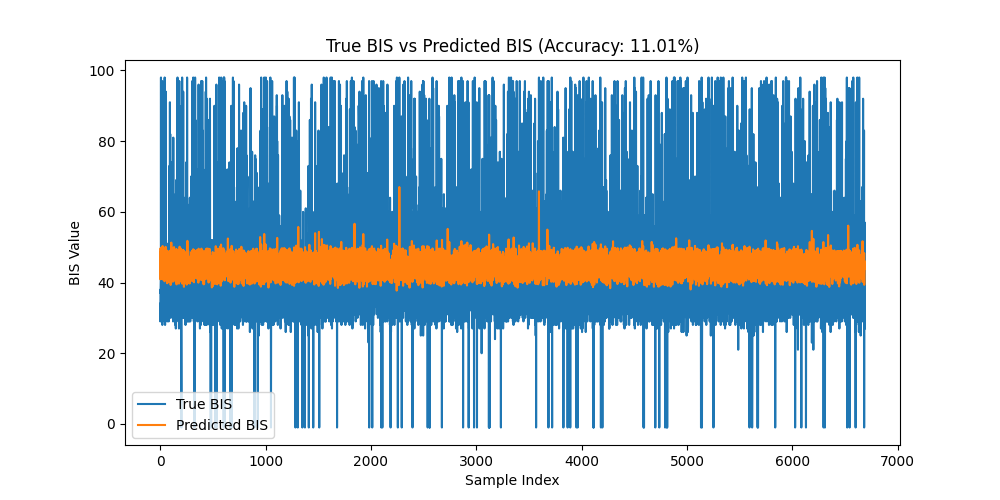 True BIS vs Predicted BIS (Accuracy: 11.01%)
100
80
60
40
20
0
BIS Value
True BIS
Predicted BIS
0 1000 2000 3000 4000 5000 6000 7000
Sample Index